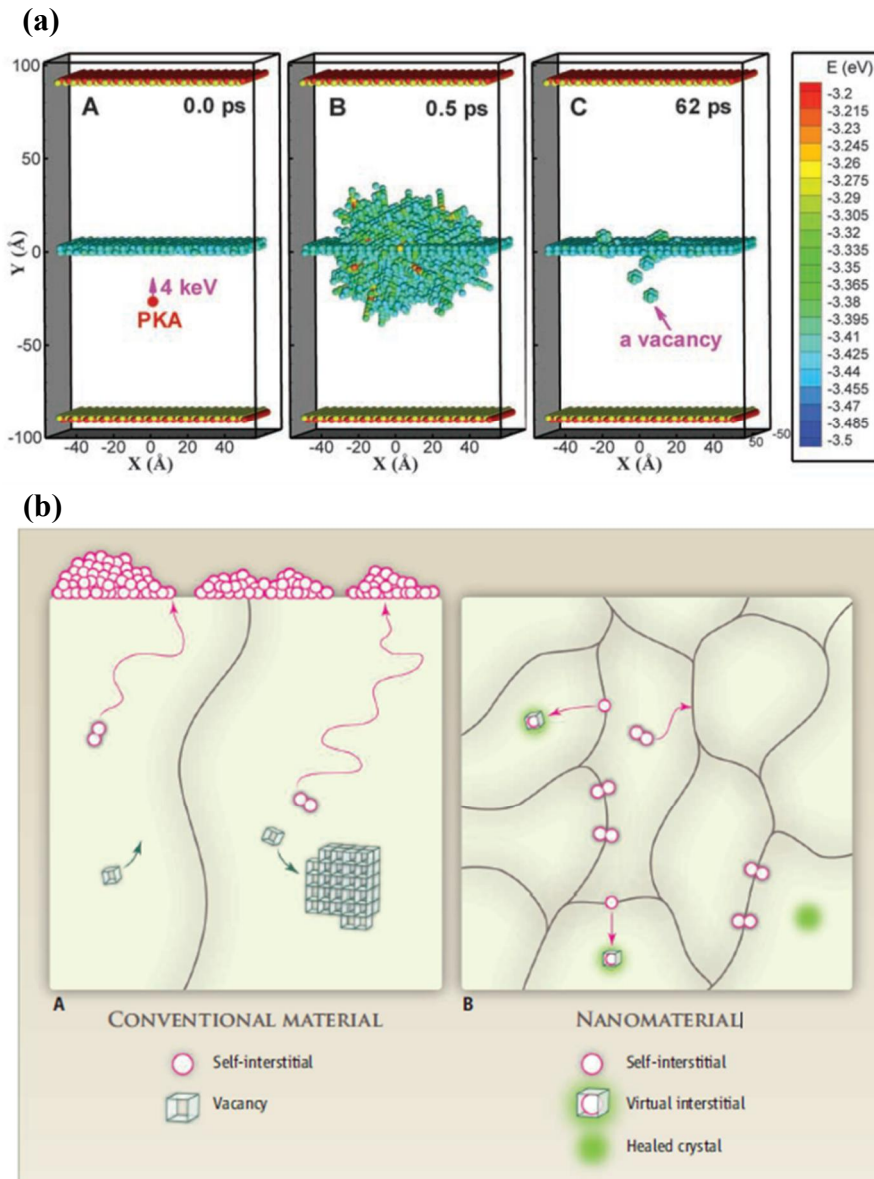 (a)
A 0.0 ps
B 0.5 ps
C 62 ps
4 keV
PKA
a vacancy
100
50
0
-50
-100
Y (Å)
-40 -20 0 20 40
X (Å)
-40 -20 0 20 40
X (Å)
-40 -20 0 20 40
X (Å)
50
-50
0
E (eV)
-3.2
-3.215
-3.23
-3.245
-3.26
-3.275
-3.29
-3.305
-3.32
-3.335
-3.35
-3.365
-3.38
-3.395
-3.41
-3.425
-3.44
-3.455
-3.47
-3.485
-3.5
(b)
A
B
CONVENTIONAL MATERIAL
Self-interstitial
Vacancy
NANOMATERIAL
Self-interstitial
Virtual interstitial
Healed crystal